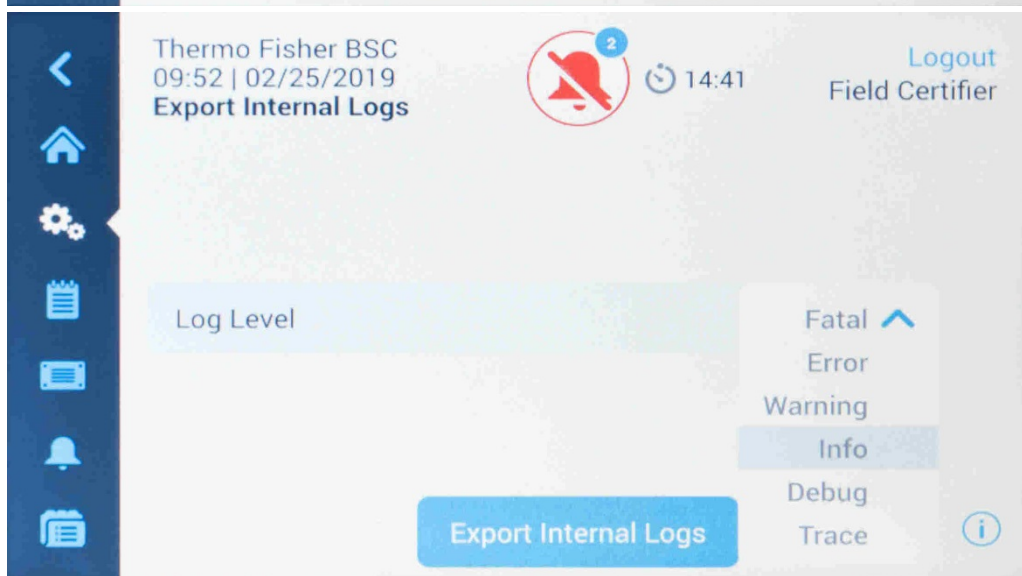 Thermo Fisher BSC
09:52 | 02/25/2019
Export Internal Logs
2
14:41
Logout
Field Certifier
Log Level
Fatal
Error
Warning
Info
Debug
Trace
Export Internal Logs
i